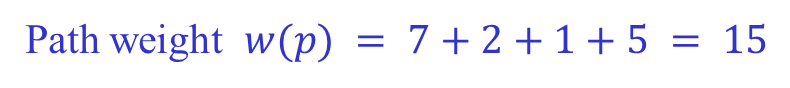 Path weight w(p) = 7 + 2 + 1 + 5 = 15